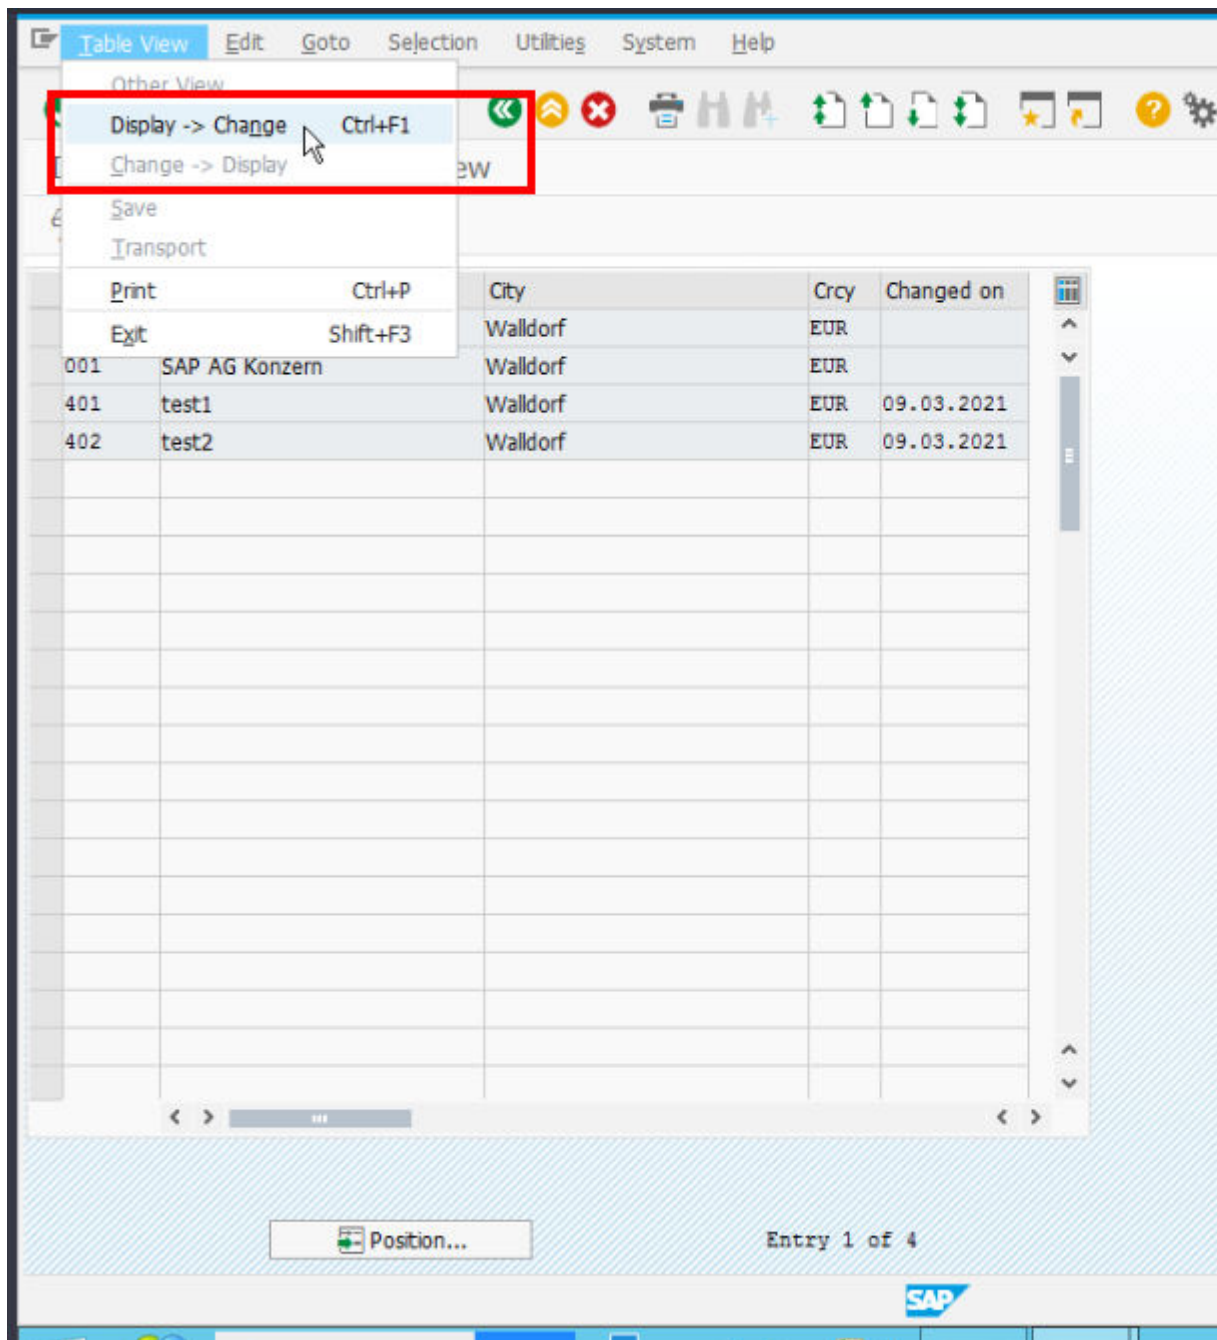 Table View Edit Goto Selection Utilities System Help
Other View
Display -> Change Ctrl+F1
Change -> Display
ew
Save
Transport
Print Ctrl+P
Exit Shift+F3
City Crcy Changed on
Walldorf EUR
001 SAP AG Konzern Walldorf EUR
401 test1 Walldorf EUR 09.03.2021
402 test2 Walldorf EUR 09.03.2021
Position...
Entry 1 of 4
SAP